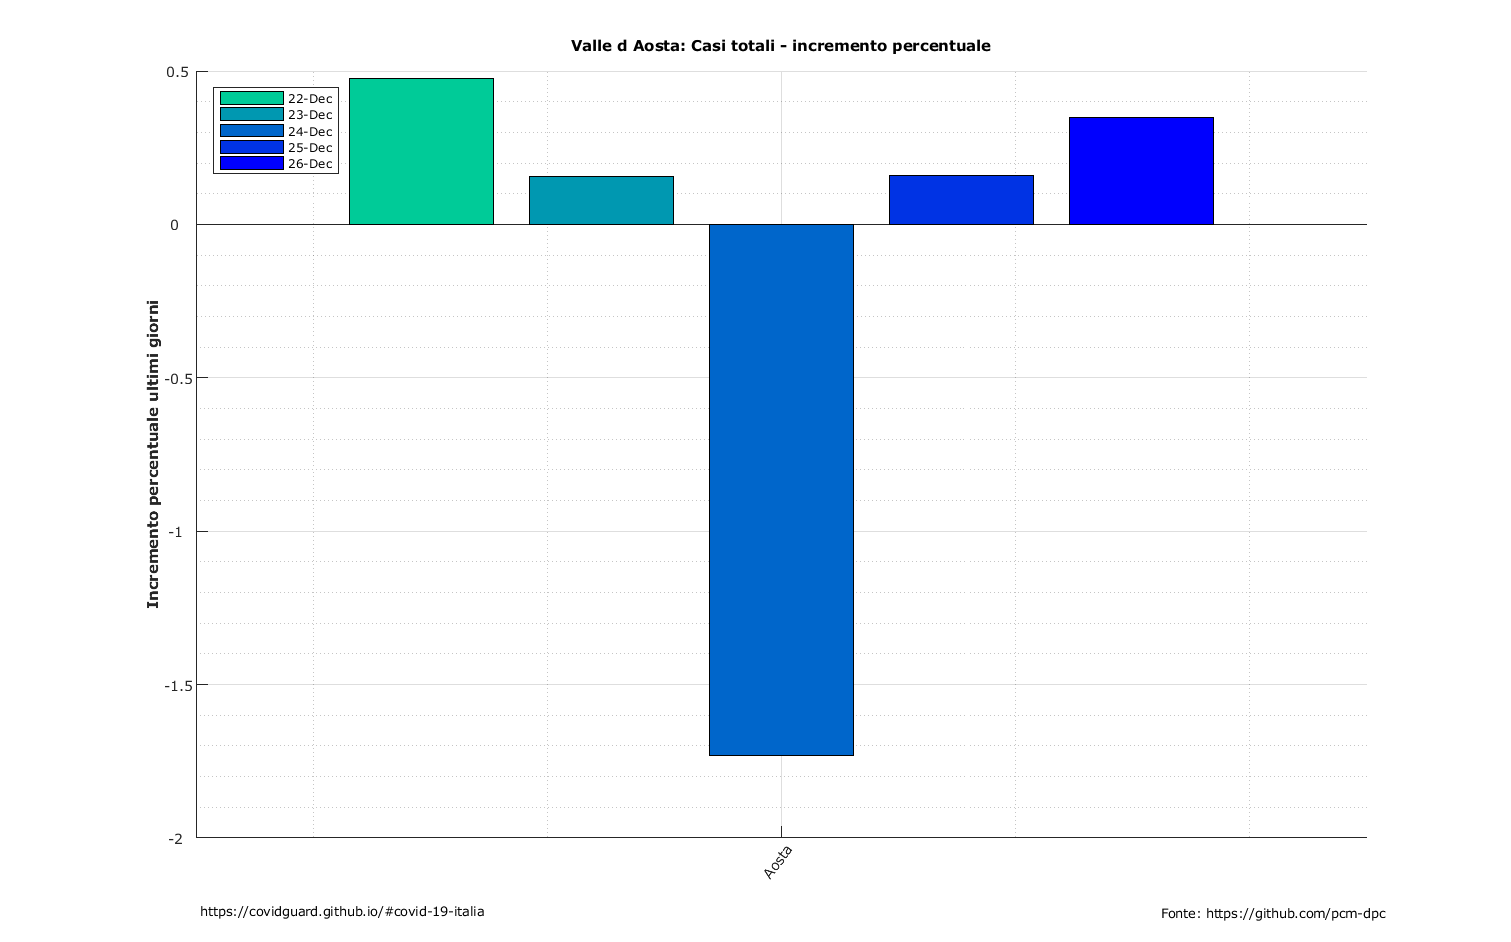 Valle d Aosta: Casi totali - incremento percentuale
0.5
0
-0.5
-1
-1.5
-2
Incremento percentuale ultimi giorni
22-Dec
23-Dec
24-Dec
25-Dec
26-Dec
Aosta
https://covidguard.github.io/#covid-19-italia
Fonte: https://github.com/pcm-dpc